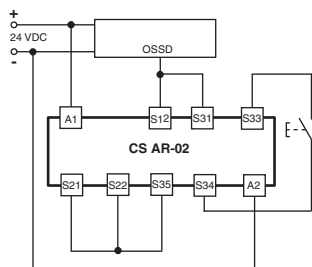 +
24 VDC
-
OSSD
A1
S12
S31
S33
CS AR-02
S21
S22
S35
S34
A2